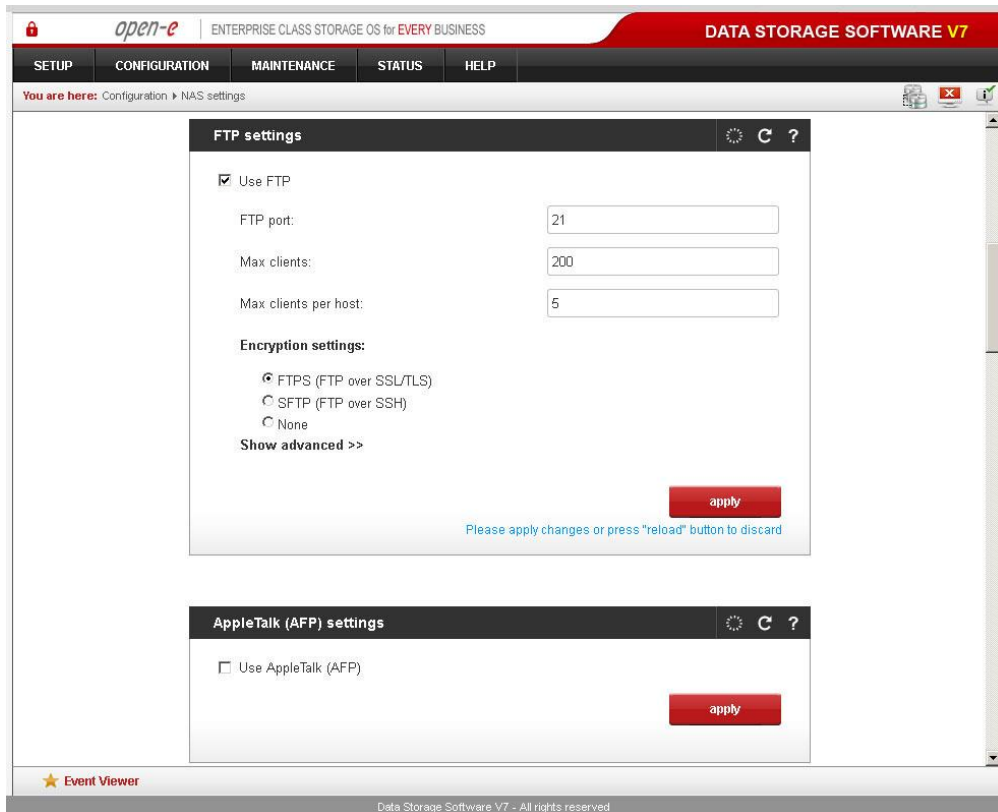 open-e ENTERPRISE CLASS STORAGE OS for EVERY BUSINESS DATA STORAGE SOFTWARE V7
SETUP CONFIGURATION MAINTENANCE STATUS HELP
You are here: Configuration NAS settings
FTP settings ?
Use FTP
FTP port: 21
Max clients: 200
Max clients per host: 5
Encryption settings:
FTPS (FTP over SSL/TLS)
SFTP (FTP over SSH)
None
Show advanced >>
apply
Please apply changes or press "reload" button to discard
AppleTalk (AFP) settings ?
Use AppleTalk (AFP)
apply
Event Viewer
Data Storage Software V7 - All rights reserved